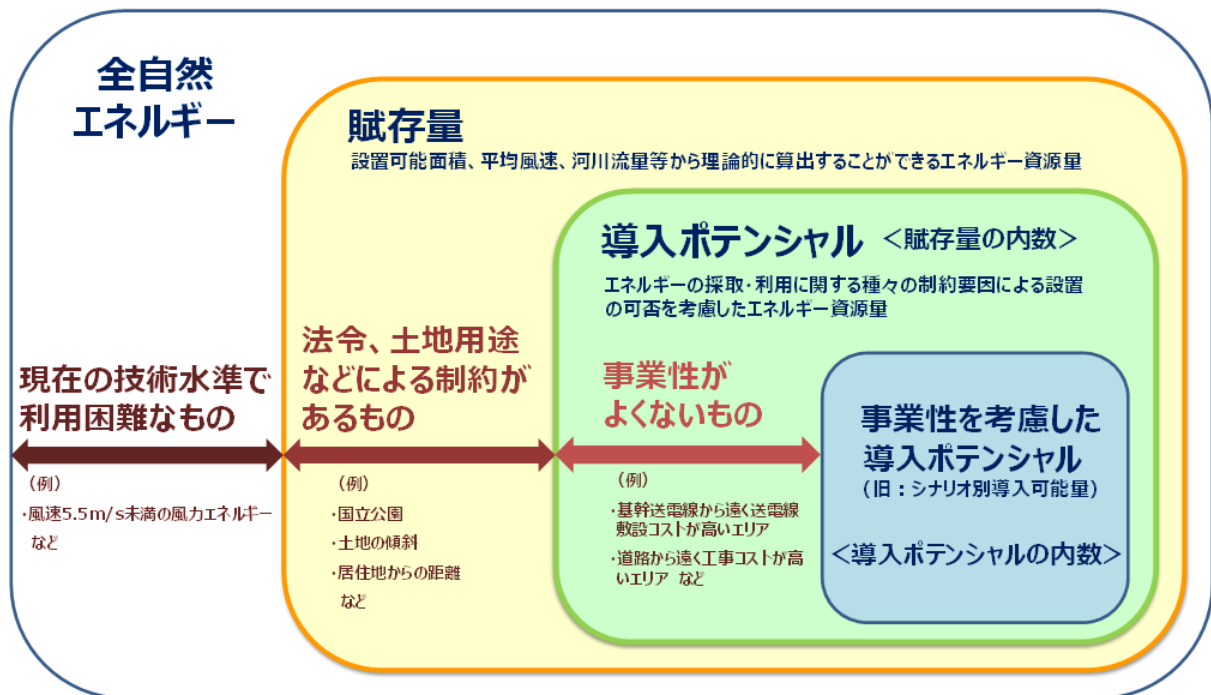 全自然
エネルギー
賦存量
設置可能面積、平均風速、河川流量等から理論的に算出することができるエネルギー資源量
導入ポテンシャル <賦存量の内数>
エネルギーの採取・利用に関する種々の制約要因による設置
の可否を考慮したエネルギー資源量
現在の技術水準で
利用困難なもの
(例)
・風速5.5m/s未満の風力エネルギー
など
法令、土地用途
などによる制約が
あるもの
(例)
・国立公園
・土地の傾斜
・居住地からの距離
など
事業性が
よくないもの
(例)
・基幹送電線から遠く送電線
敷設コストが高いエリア
・道路から遠く工事コストが高
いエリア など
事業性を考慮した
導入ポテンシャル
(旧:シナリオ別導入可能量)
<導入ポテンシャルの内数>